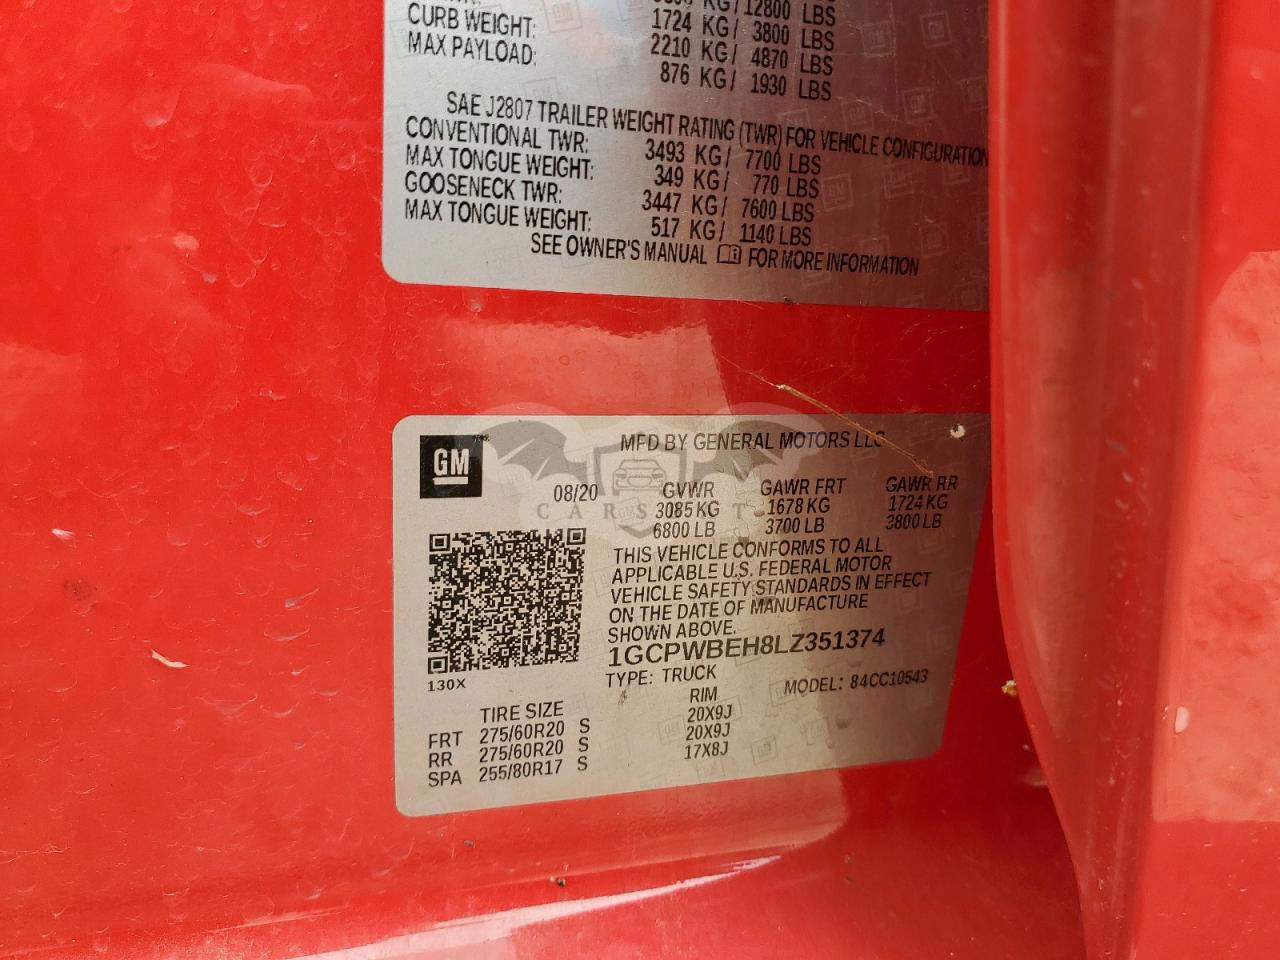 KG/12800 LBS
CURB WEIGHT: 1724 KG/ 3800 LBS
MAX PAYLOAD: 2210 KG/ 4870 LBS
876 KG/ 1930 LBS
SAE J2807 TRAILER WEIGHT RATING (TWR) FOR VEHICLE CONFIGURATION
CONVENTIONAL TWR: 3493 KG/ 7700 LBS
MAX TONGUE WEIGHT: 349 KG/ 770 LBS
GOOSENECK TWR: 3447 KG/ 7600 LBS
MAX TONGUE WEIGHT: 517 KG/ 1140 LBS
SEE OWNER'S MANUAL FOR MORE INFORMATION
GM
MFD BY GENERAL MOTORS LLC
08/20 GVWR GAWR FRT GAWR RR
3085 KG 1678 KG 1724 KG
6800 LB 3700 LB 3800 LB
THIS VEHICLE CONFORMS TO ALL
APPLICABLE U.S. FEDERAL MOTOR
VEHICLE SAFETY STANDARDS IN EFFECT
ON THE DATE OF MANUFACTURE
SHOWN ABOVE.
1GCPWBEH8LZ351374
130X
TYPE: TRUCK MODEL: 84CC10543
TIRE SIZE RIM
FRT 275/60R20 S 20X9J
RR 275/60R20 S 20X9J
SPA 255/80R17 S 17X8J